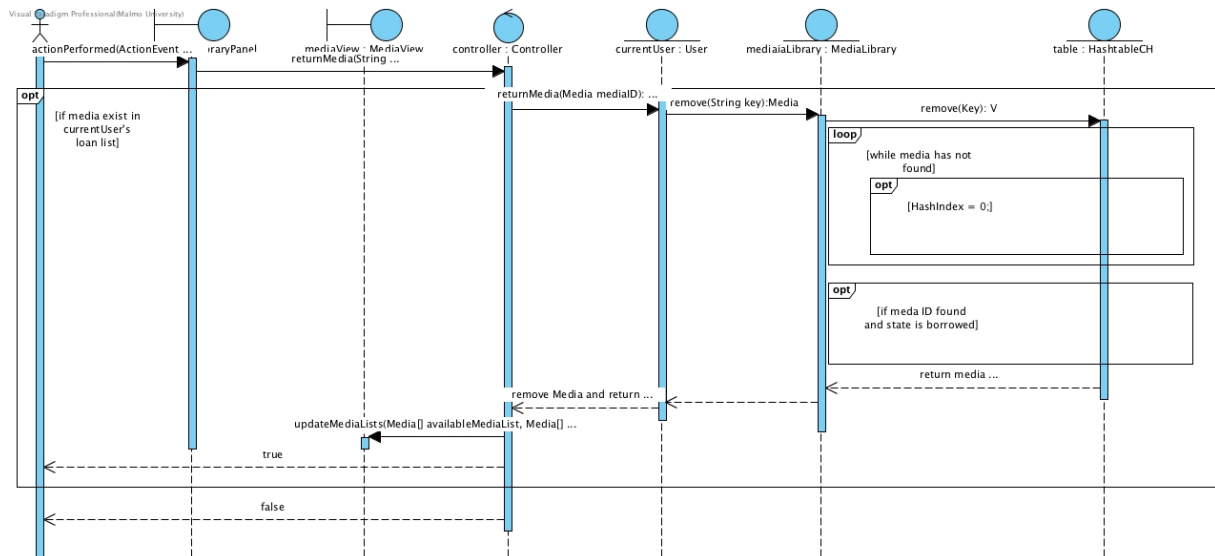 Visual Paradigm Professional(Malmo University)
actionPerformed(ActionEvent ...
raryPanel
mediaView : MediaView
controller : Controller
currentUser : User
mediaiaLibrary : MediaLibrary
table : HashtableCH
returnMedia(String ...
opt
[if media exist in
currentUser's
loan list]
returnMedia(Media mediaID): ...
remove(String key):Media
remove(Key): V
loop
[while media has not
found]
opt
[HashIndex = 0;]
opt
[if meda ID found
and state is borrowed]
return media ...
remove Media and return ...
updateMediaLists(Media[] availableMediaList, Media[] ...
true
false